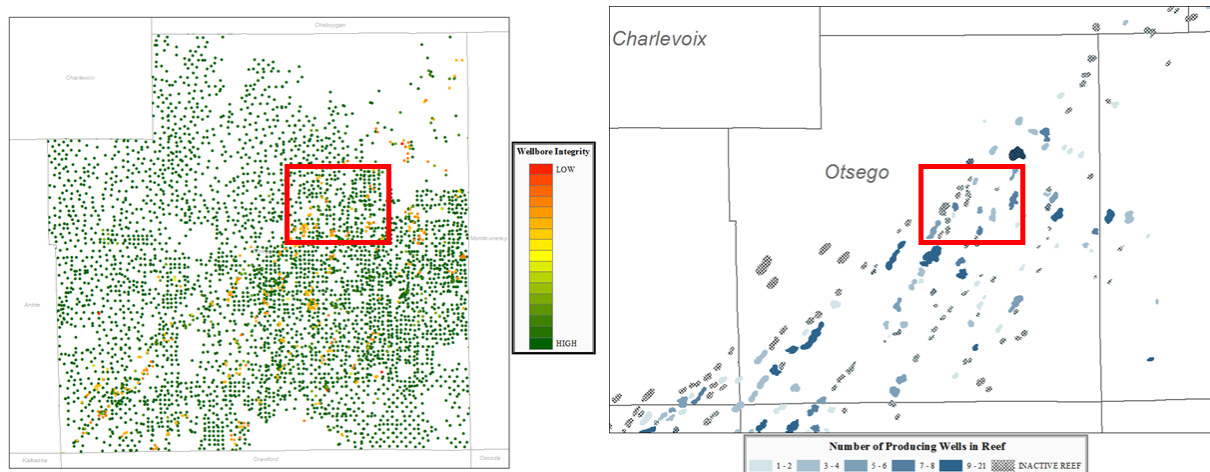 Cheboygan
Charlevoix
Antrim
Montmorency
Kalkaska
Crawford
Oscoda
Wellbore Integrity
LOW
HIGH
Charlevoix
Otsego
Number of Producing Wells in Reef
1 - 2
3 - 4
5 - 6
7 - 8
9 - 21
INACTIVE REEF